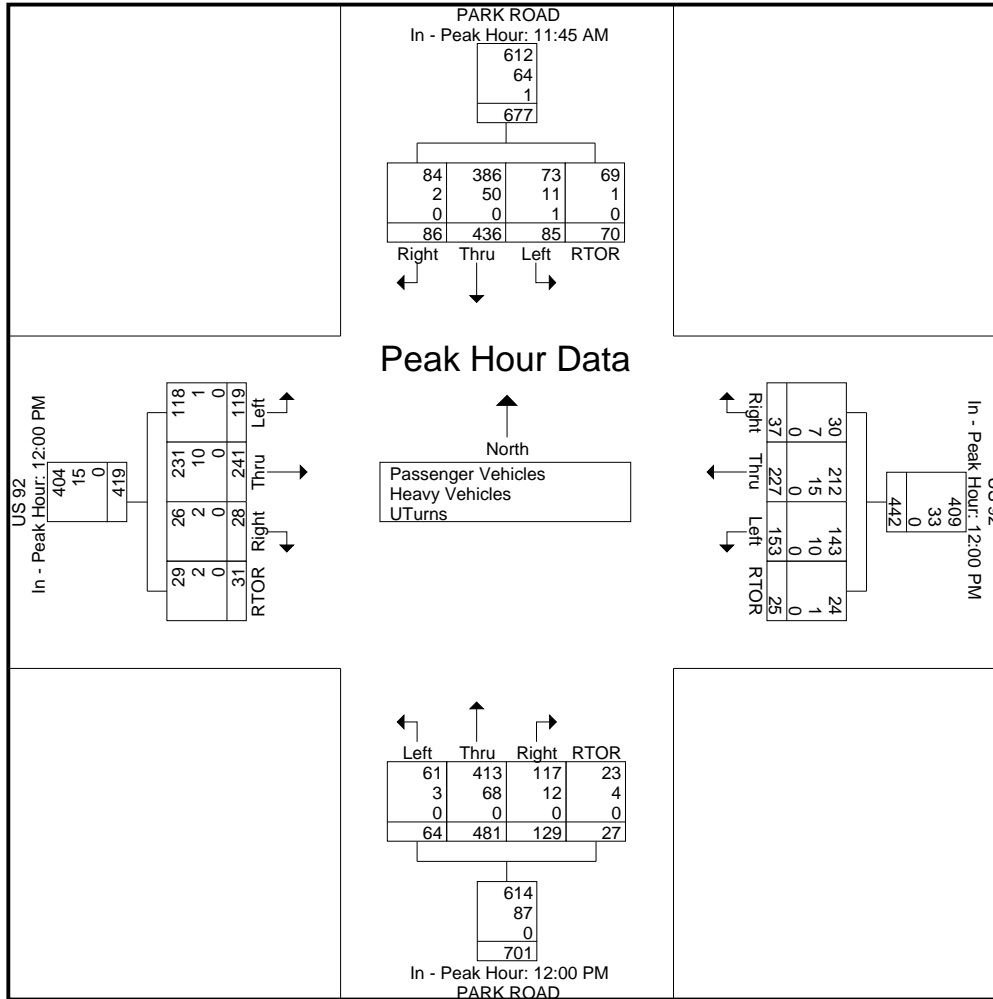 PARK ROAD
In - Peak Hour: 11:45 AM
612
64
1
677
84 386 73 69
2 50 11 1
0 0 1 0
86 436 85 70
Right Thru Left RTOR
Peak Hour Data
North
Passenger Vehicles
Heavy Vehicles
UTurns
US 92
In - Peak Hour: 12:00 PM
404
15
0
419
118 1 0 119 Left
231 10 0 241 Thru
26 2 0 28 Right
29 2 0 31 RTOR
Right 37 0 7 30
Thru 227 0 15 212
Left 153 0 10 143
RTOR 25 0 1 24
US 92
In - Peak Hour: 12:00 PM
409
33
0
442
Left Thru Right RTOR
61 413 117 23
3 68 12 4
0 0 0 0
64 481 129 27
614
87
0
701
In - Peak Hour: 12:00 PM
PARK ROAD